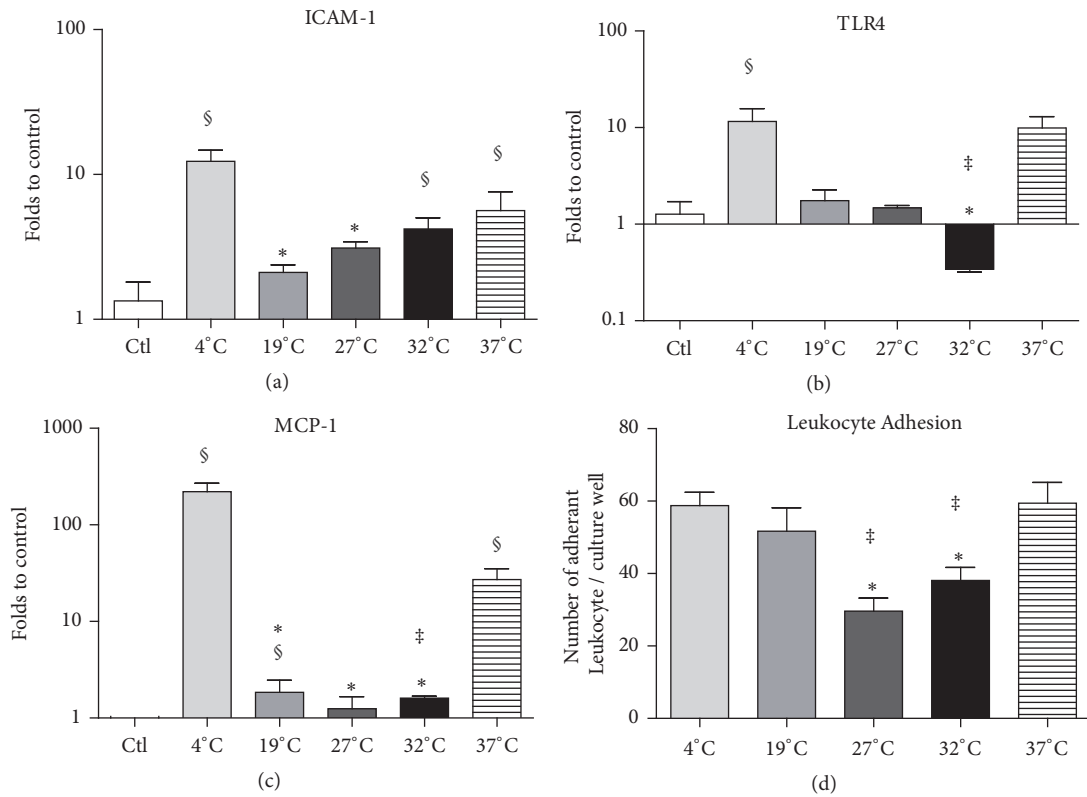 ICAM-1
Folds to control
100
10
1
§
*
*
§
§
Ctl 4°C 19°C 27°C 32°C 37°C
(a)
TLR4
Folds to control
100
10
1
0.1
§
‡
*
Ctl 4°C 19°C 27°C 32°C 37°C
(b)
MCP-1
Folds to control
1000
100
10
1
§
*
§
*
‡
*
§
Ctl 4°C 19°C 27°C 32°C 37°C
(c)
Leukocyte Adhesion
Number of adherant
Leukocyte / culture well
80
60
40
20
0
‡
*
‡
*
4°C 19°C 27°C 32°C 37°C
(d)